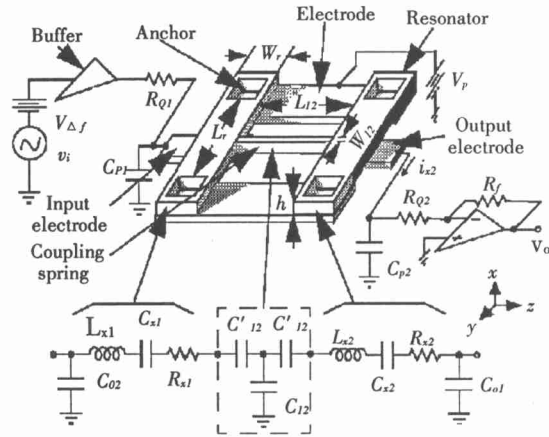 Electrode
Resonator
Anchor
Buffer
W_r
R_Q1
L_r
L_12
V_p
V_Δf
W_12
Output electrode
v_i
C_P1
i_x2
Input electrode
h
R_Q2
R_f
Coupling spring
C_p2
V_o
x
y
z
C_x1
L_x1
C'_12
C'_12
L_x2
R_x2
C_02
R_x1
C_12
C_x2
C_o1